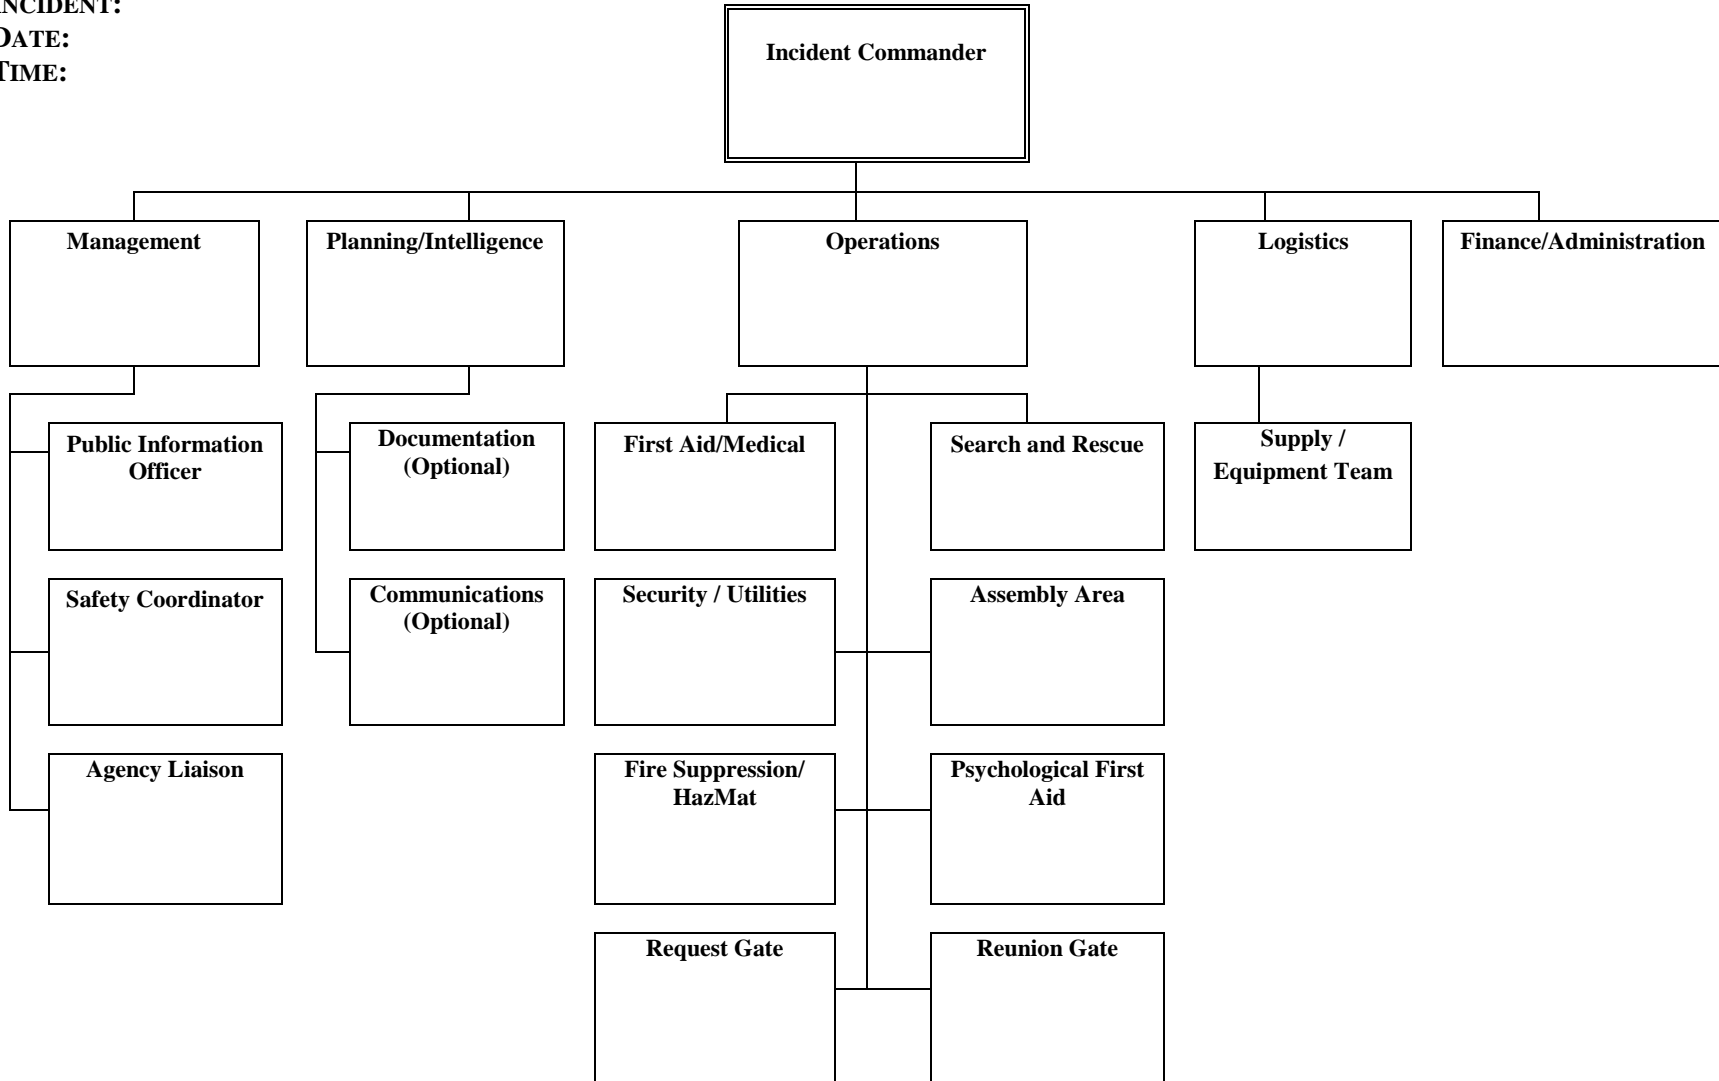 INCIDENT:
DATE:
TIME:
Incident Commander
Management
Planning/Intelligence
Operations
Logistics
Finance/Administration
Public Information
Officer
Documentation
(Optional)
First Aid/Medical
Search and Rescue
Supply /
Equipment Team
Safety Coordinator
Communications
(Optional)
Security / Utilities
Assembly Area
Agency Liaison
Fire Suppression/
HazMat
Psychological First
Aid
Request Gate
Reunion Gate